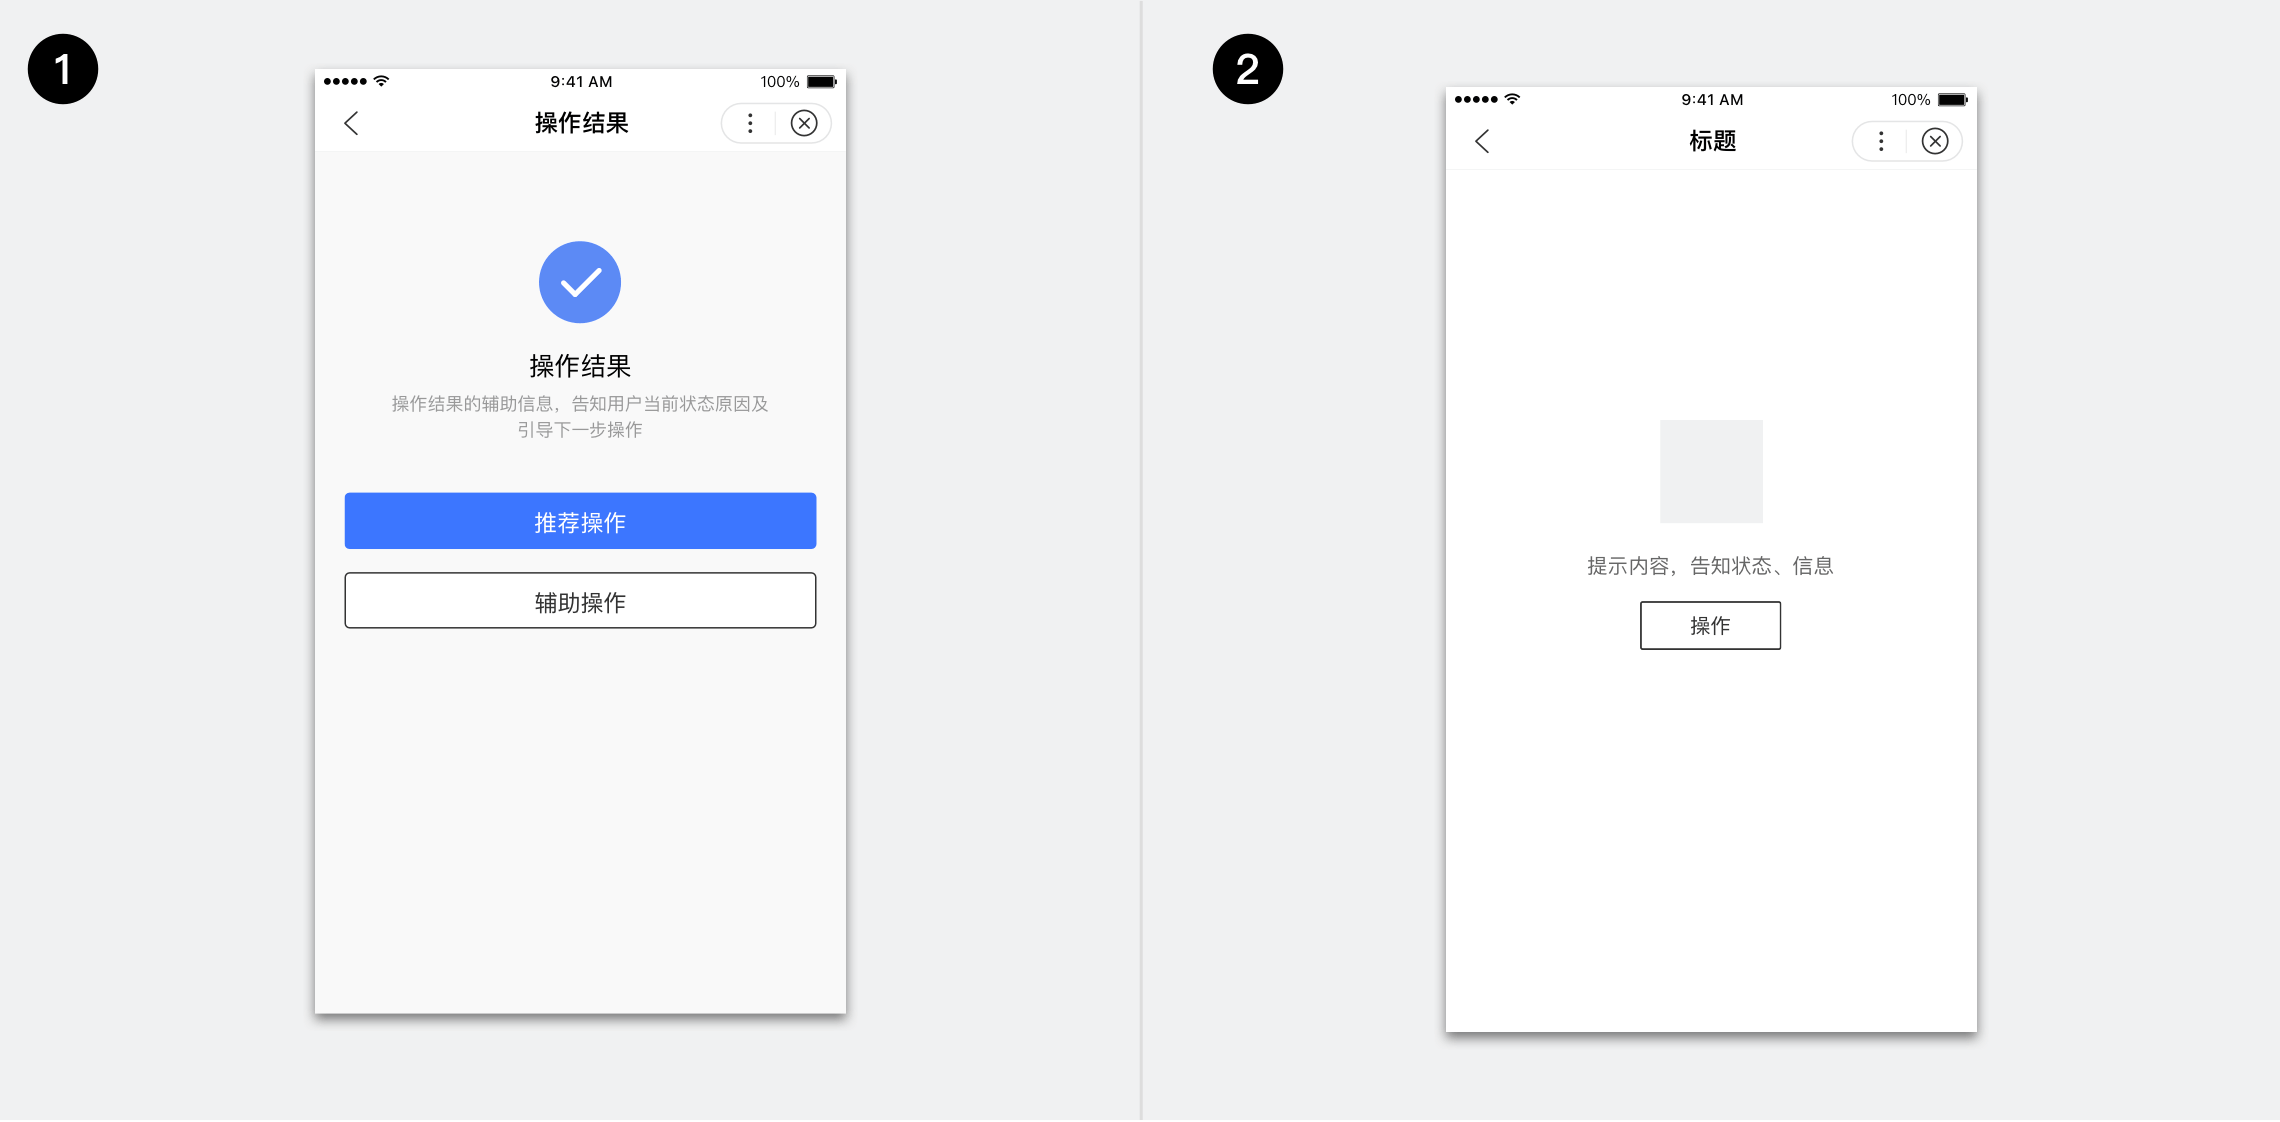 1
9:41 AM
100%
操作结果
操作结果
操作结果的辅助信息，告知用户当前状态原因及
引导下一步操作
推荐操作
辅助操作
2
9:41 AM
100%
标题
提示内容，告知状态、信息
操作